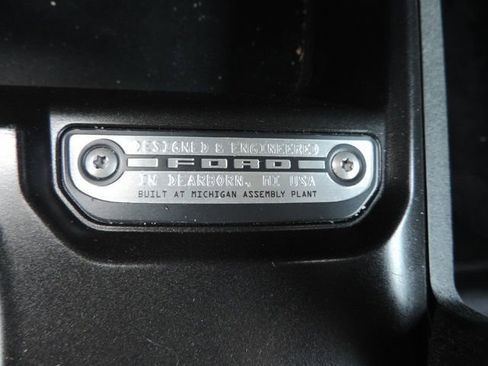 DESIGNED & ENGINEERED
FORD
IN DEARBORN, MI USA
BUILT AT MICHIGAN ASSEMBLY PLANT